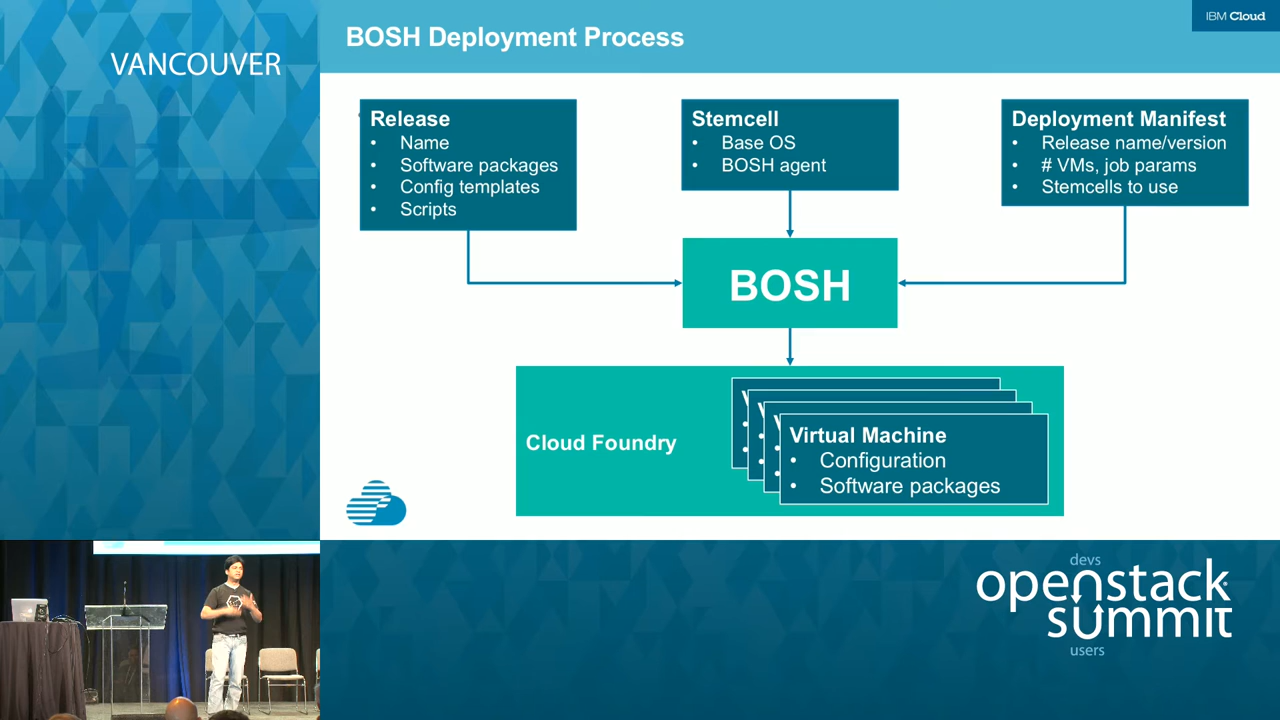 VANCOUVER
BOSH Deployment Process
IBM Cloud
Release
• Name
• Software packages
• Config templates
• Scripts
Stemcell
• Base OS
• BOSH agent
Deployment Manifest
• Release name/version
• # VMs, job params
• Stemcells to use
BOSH
Cloud Foundry
Virtual Machine
• Configuration
• Software packages
devs
openstack
summit
users